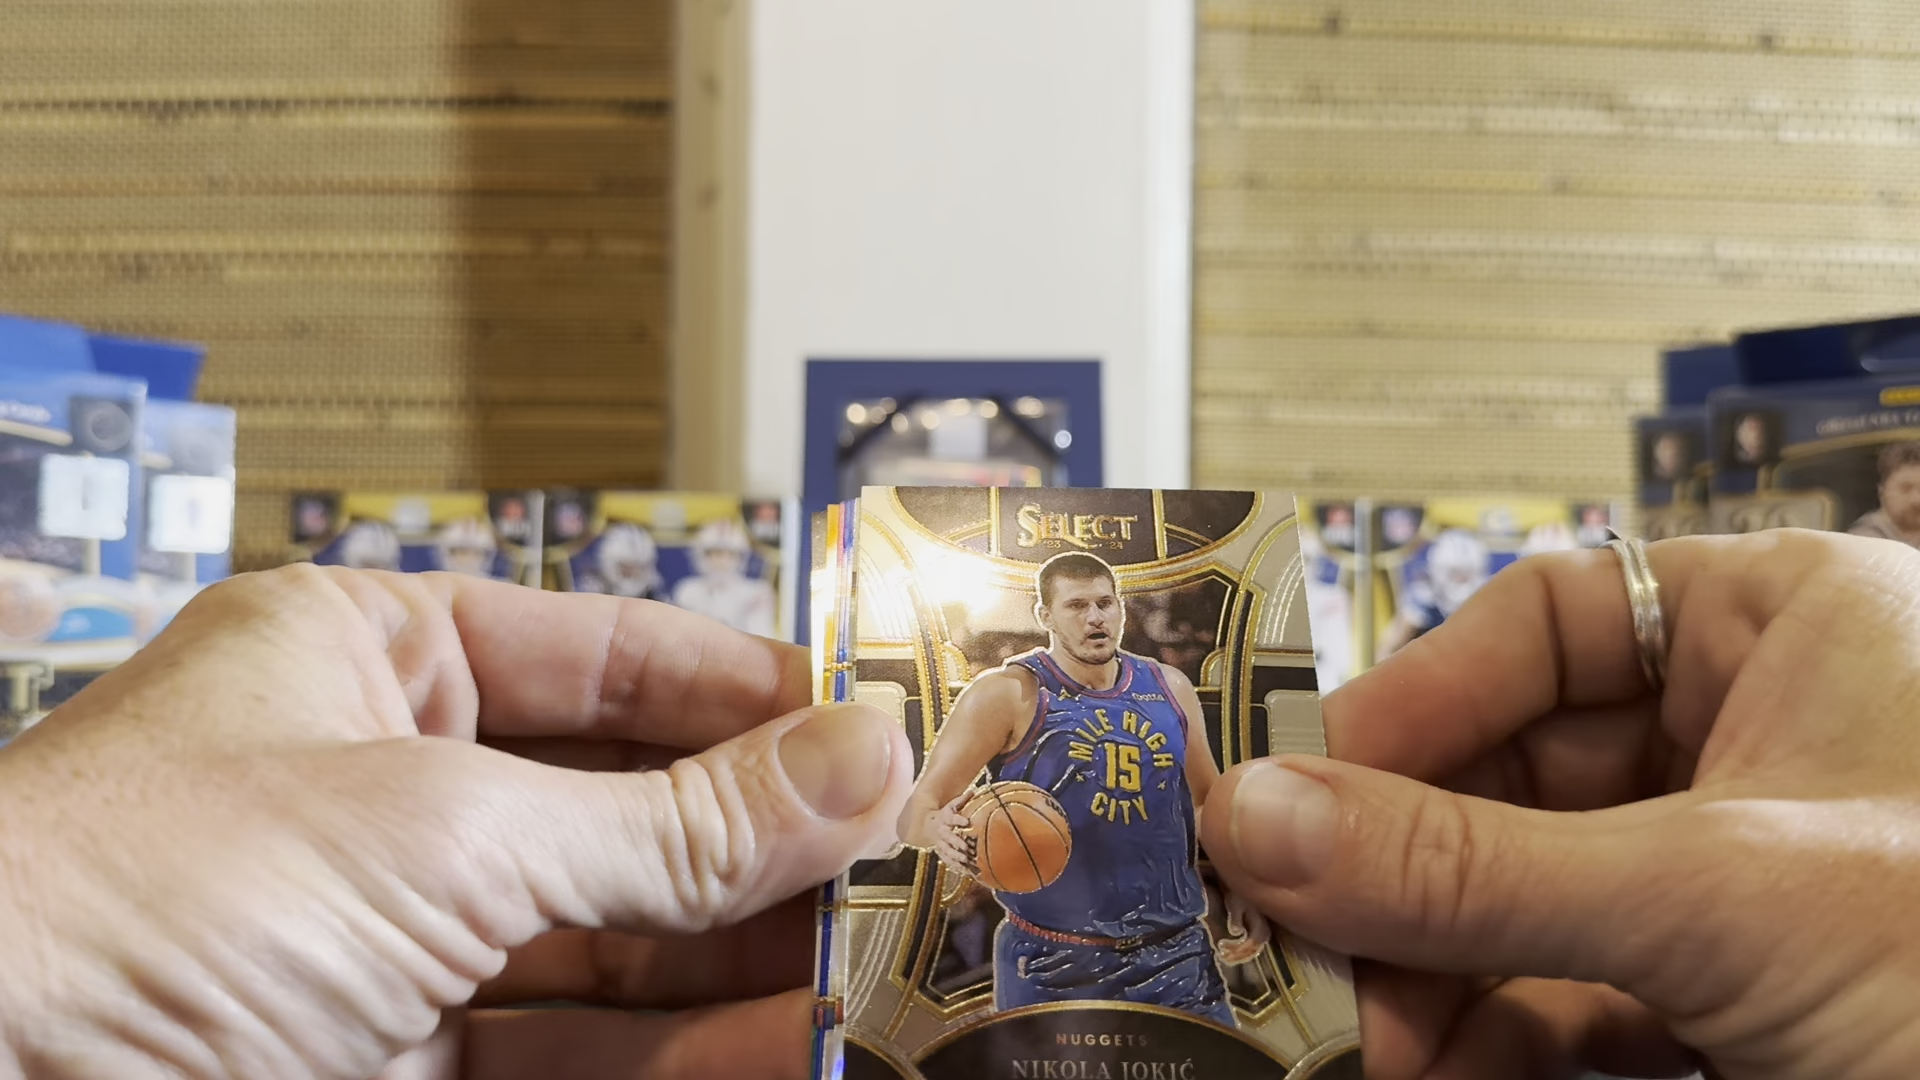 SELECT
23 24
MILE HIGH
15
CITY
NUGGETS
NIKOLA JOKIĆ